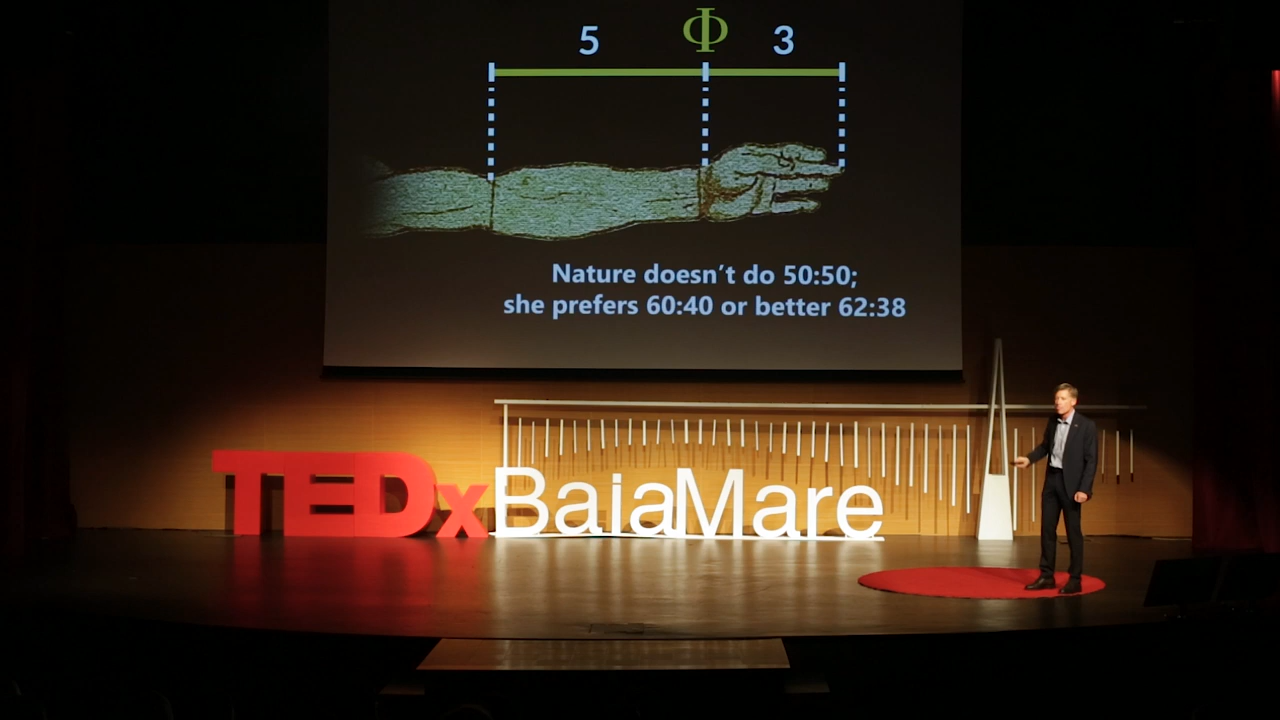 5 Φ 3
Nature doesn’t do 50:50;
she prefers 60:40 or better 62:38
TEDxBaiaMare